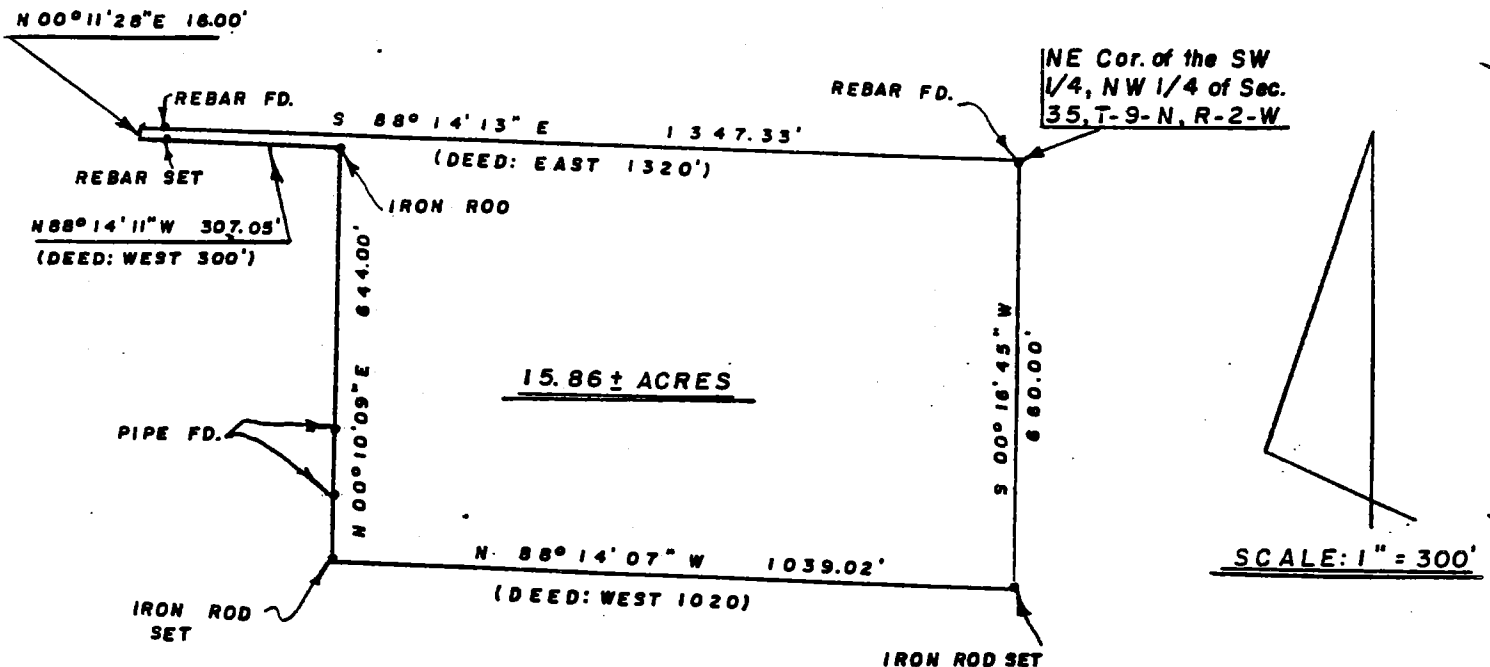 N 00°11'28"E 16.00'
NE Cor. of the SW
1/4, NW 1/4 of Sec.
35, T-9-N, R-2-W
REBAR FD.
REBAR FD.
S 88° 14' 13" E 1347.33'
(DEED: EAST 1320')
REBAR SET
IRON ROD
N88°14'11"W 307.05'
(DEED: WEST 300')
N 00°10'09"E 644.00'
S 00°16'45" W
660.00'
15.86± ACRES
PIPE FD.
N 88° 14' 07" W 1039.02'
(DEED: WEST 1020)
SCALE: 1" = 300'
IRON ROD
SET
IRON ROD SET